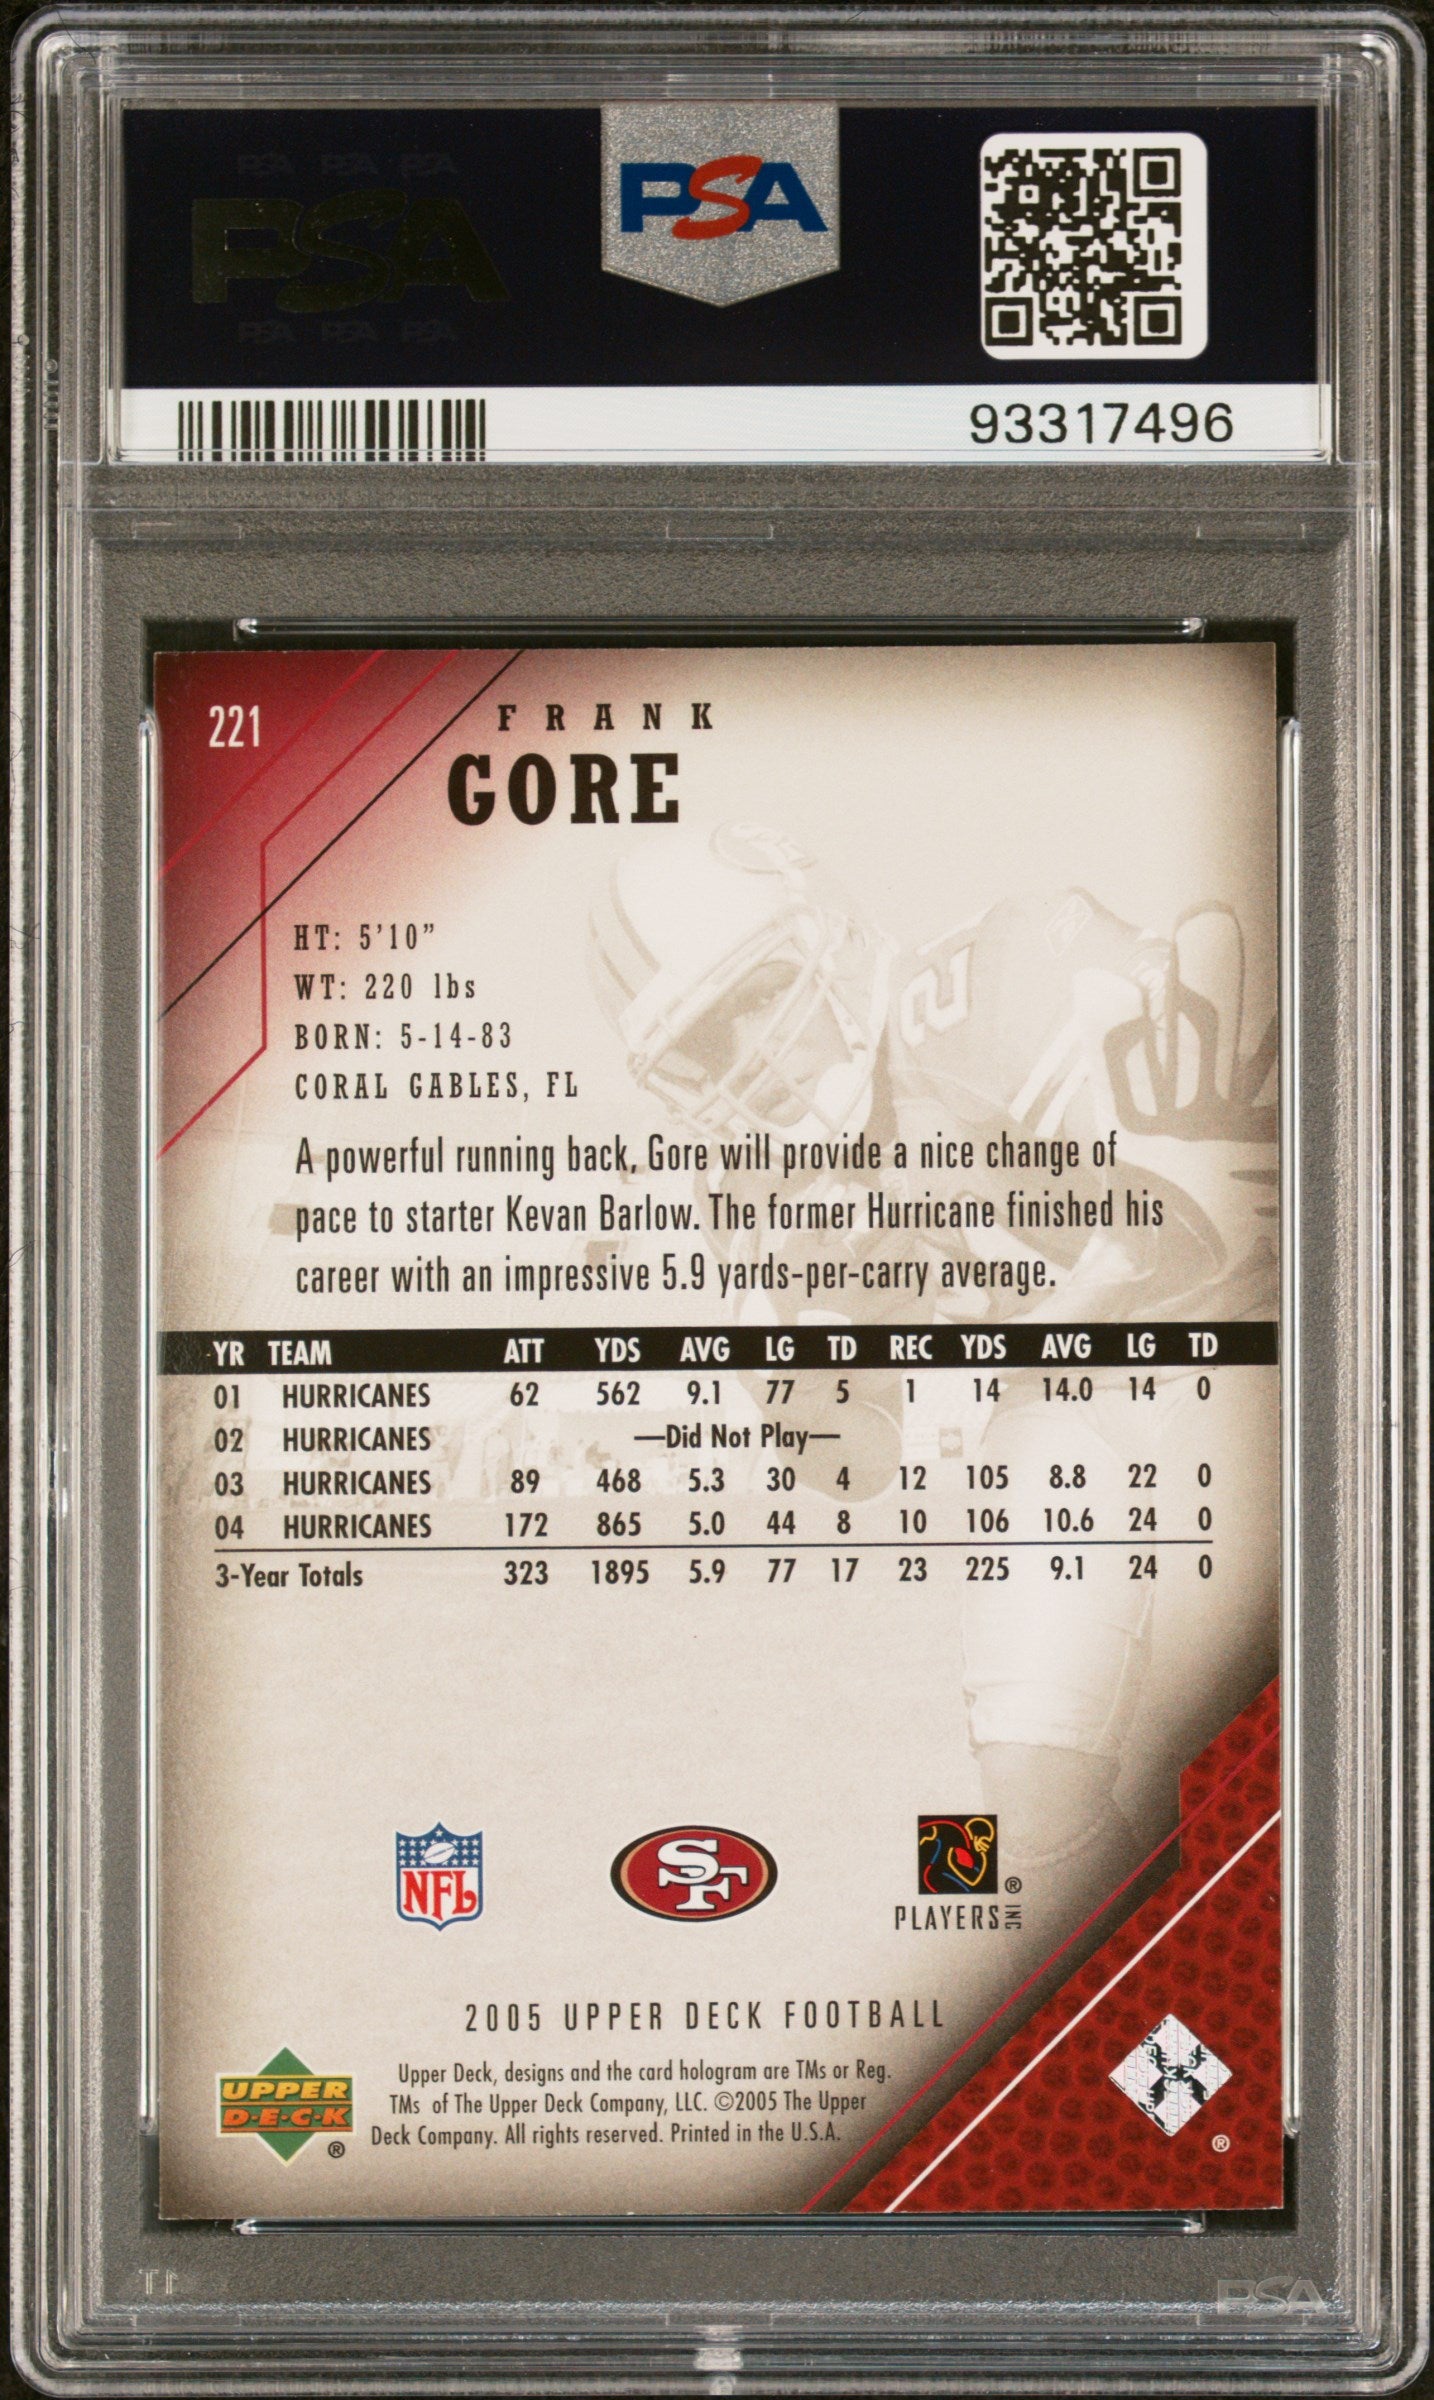 PSA PSA PSA
PSA
PSA PSA PSA
PSA
93317496
221
FRANK
GORE
HT: 5'10"
WT: 220 lbs
BORN: 5-14-83
CORAL GABLES, FL
A powerful running back, Gore will provide a nice change of
pace to starter Kevan Barlow. The former Hurricane finished his
career with an impressive 5.9 yards-per-carry average.
YR TEAM ATT YDS AVG LG TD REC YDS AVG LG TD
01 HURRICANES 62 562 9.1 77 5 1 14 14.0 14 0
02 HURRICANES —Did Not Play—
03 HURRICANES 89 468 5.3 30 4 12 105 8.8 22 0
04 HURRICANES 172 865 5.0 44 8 10 106 10.6 24 0
3-Year Totals 323 1895 5.9 77 17 23 225 9.1 24 0
NFL
SF
PLAYERS INC ®
2005 UPPER DECK FOOTBALL
Upper Deck, designs and the card hologram are TMs or Reg.
TMs of The Upper Deck Company, LLC. ©2005 The Upper
Deck Company. All rights reserved. Printed in the U.S.A.
UPPER
D·E·C·K ®
®
PSA